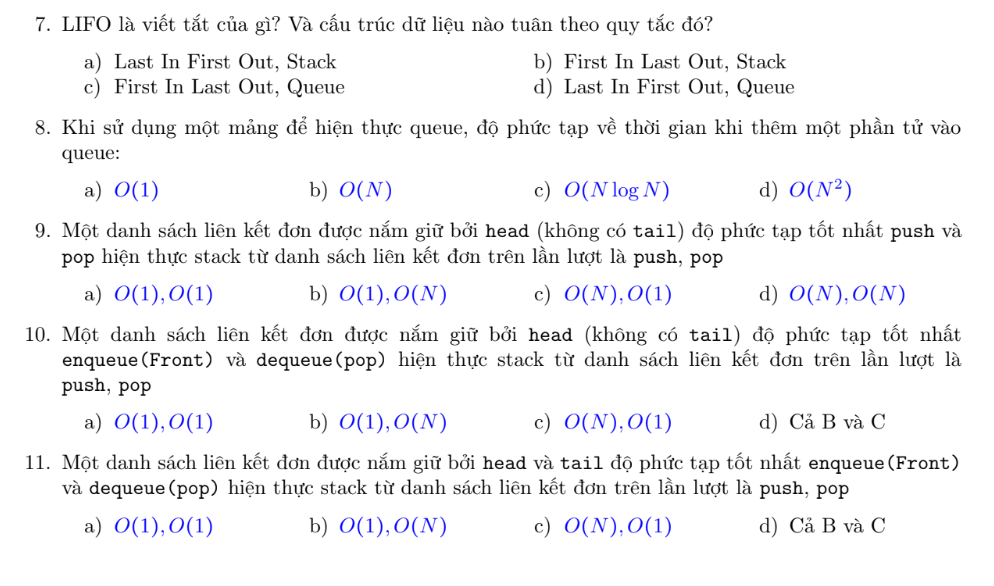 7. LIFO là viết tắt của gì? Và cấu trúc dữ liệu nào tuân theo quy tắc đó?
a) Last In First Out, Stack b) First In Last Out, Stack
c) First In Last Out, Queue d) Last In First Out, Queue
8. Khi sử dụng một mảng để hiện thực queue, độ phức tạp về thời gian khi thêm một phần tử vào
queue:
a) O(1) b) O(N) c) O(N log N) d) O(N²)
9. Một danh sách liên kết đơn được nắm giữ bởi head (không có tail) độ phức tạp tốt nhất push và
pop hiện thực stack từ danh sách liên kết đơn trên lần lượt là push, pop
a) O(1), O(1) b) O(1), O(N) c) O(N), O(1) d) O(N), O(N)
10. Một danh sách liên kết đơn được nắm giữ bởi head (không có tail) độ phức tạp tốt nhất
enqueue(Front) và dequeue(pop) hiện thực stack từ danh sách liên kết đơn trên lần lượt là
push, pop
a) O(1), O(1) b) O(1), O(N) c) O(N), O(1) d) Cả B và C
11. Một danh sách liên kết đơn được nắm giữ bởi head và tail độ phức tạp tốt nhất enqueue(Front)
và dequeue(pop) hiện thực stack từ danh sách liên kết đơn trên lần lượt là push, pop
a) O(1), O(1) b) O(1), O(N) c) O(N), O(1) d) Cả B và C